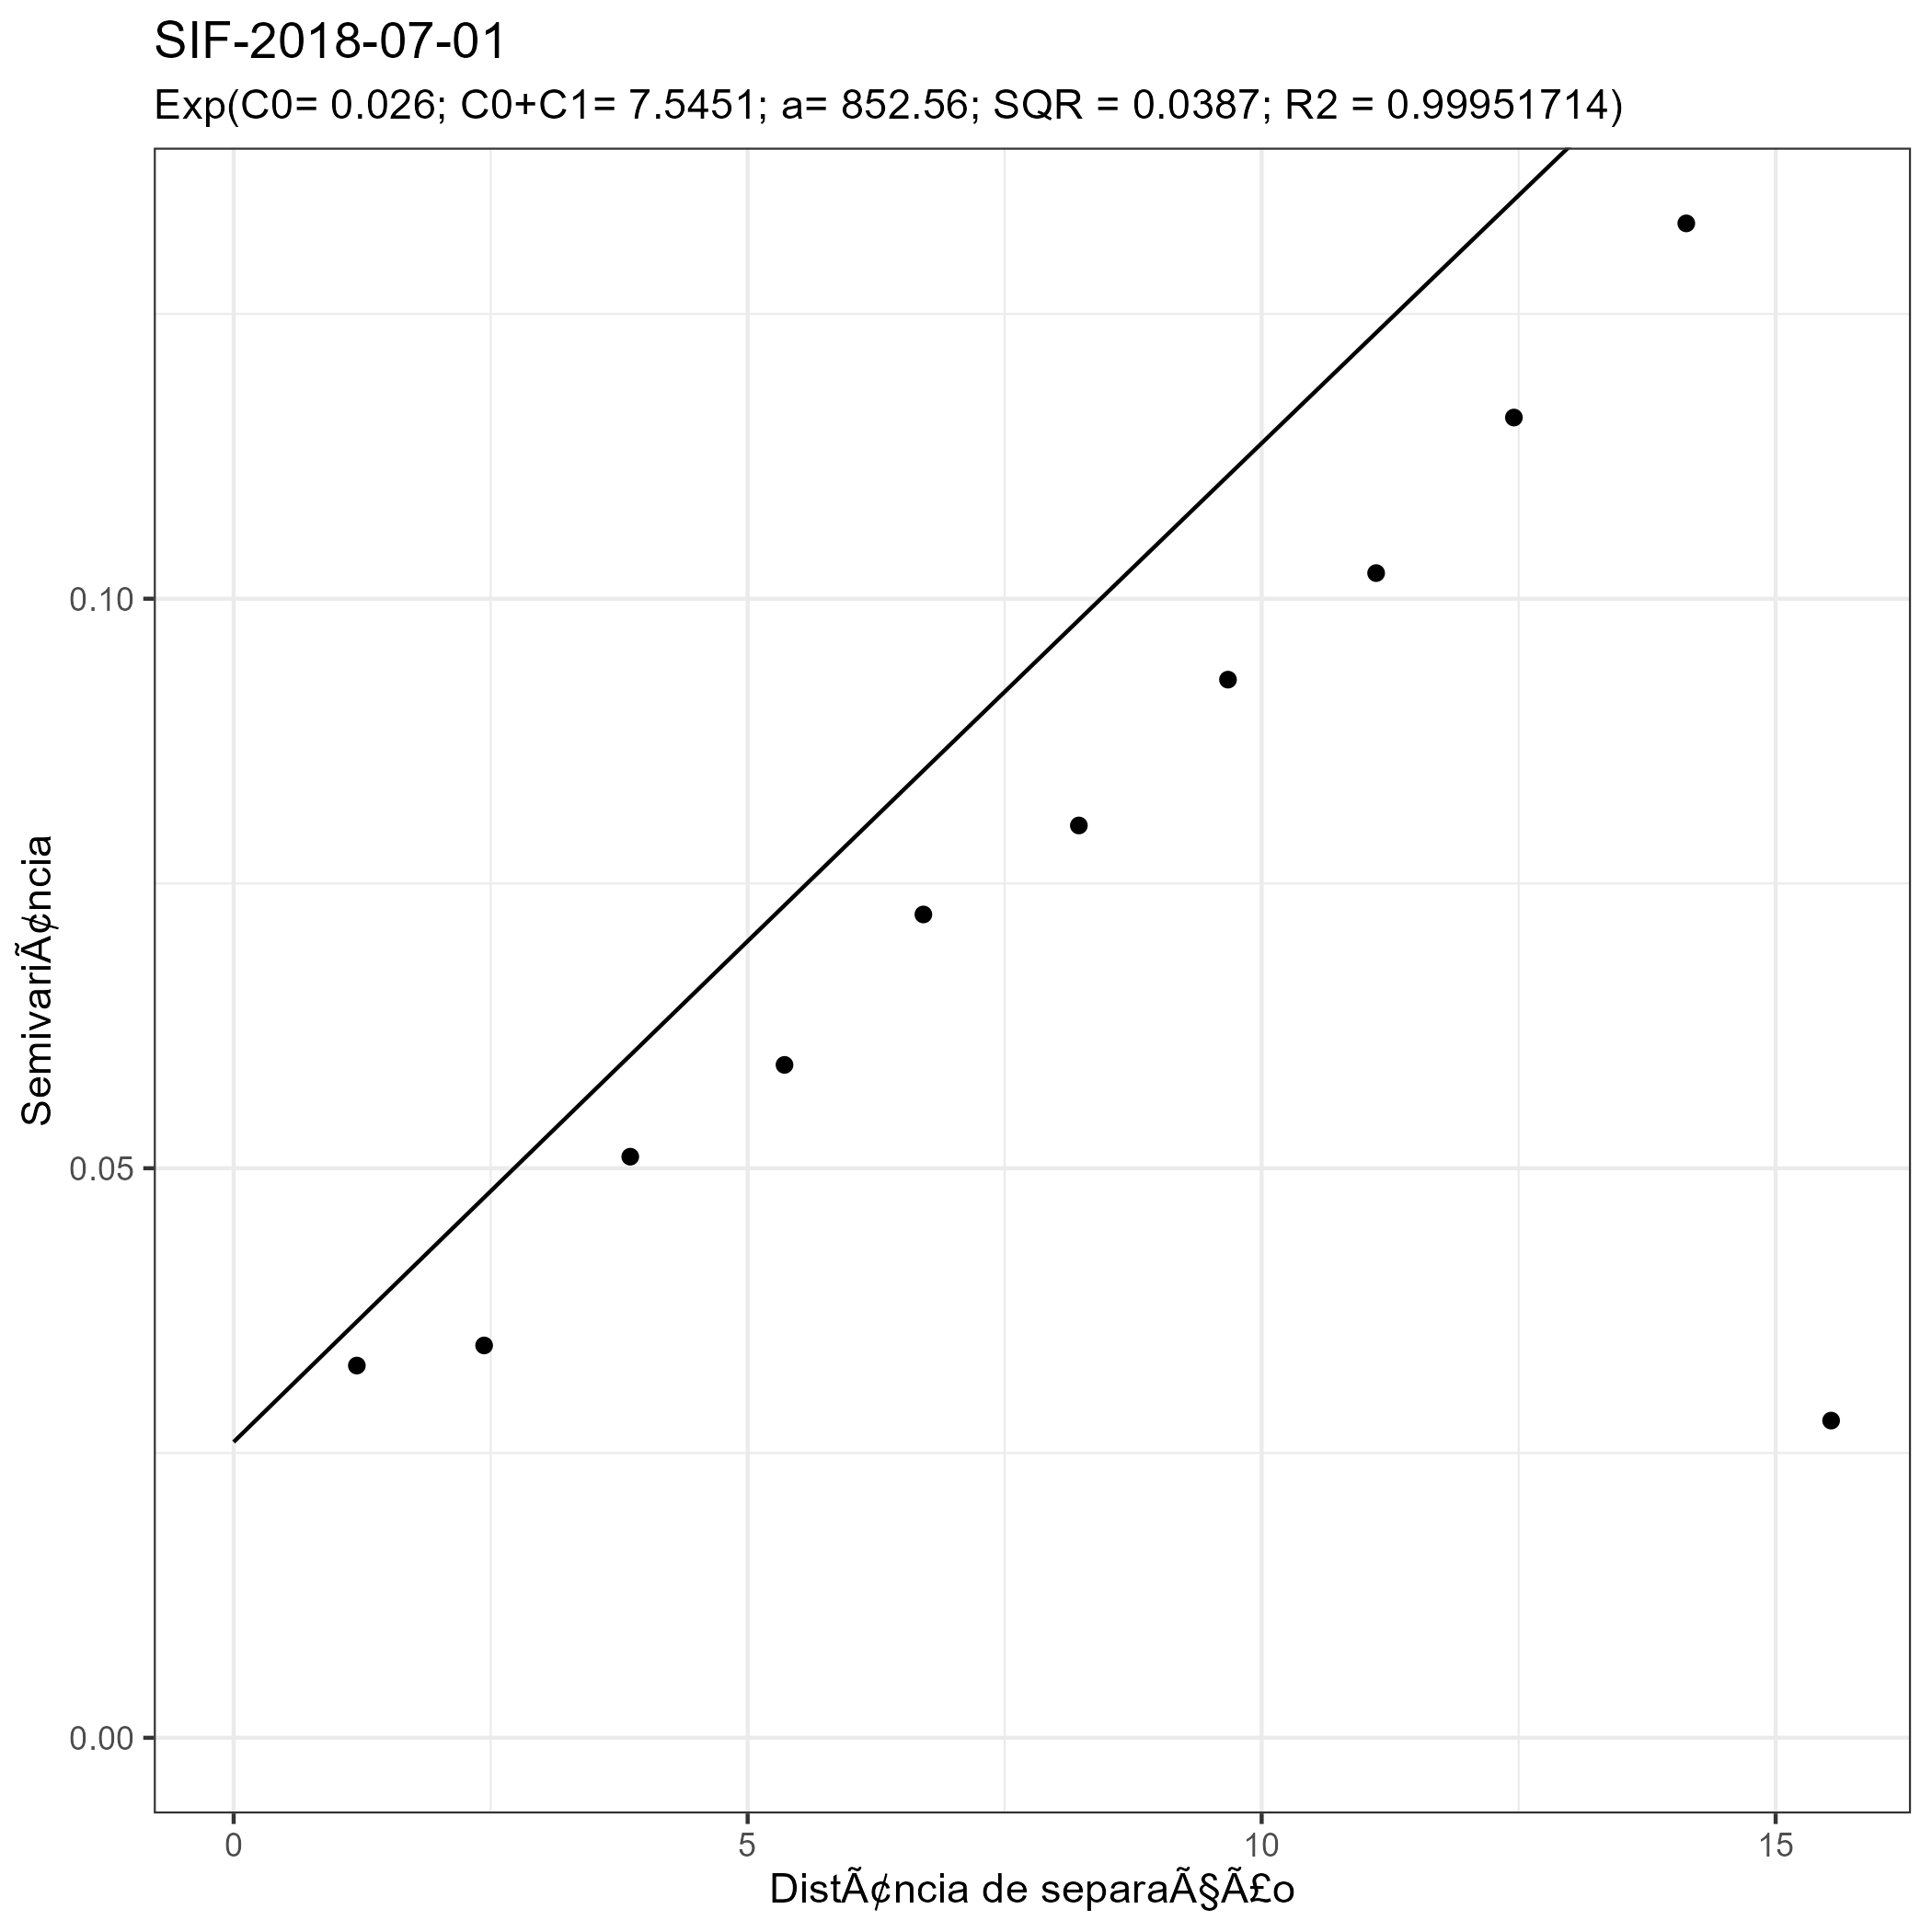 SIF-2018-07-01
Exp(C0= 0.026; C0+C1= 7.5451; a= 852.56; SQR = 0.0387; R2 = 0.99951714)
SemivariÃ¢ncia
0.10
0.05
0.00
0
5
10
15
DistÃ¢ncia de separaÃ§Ã£o